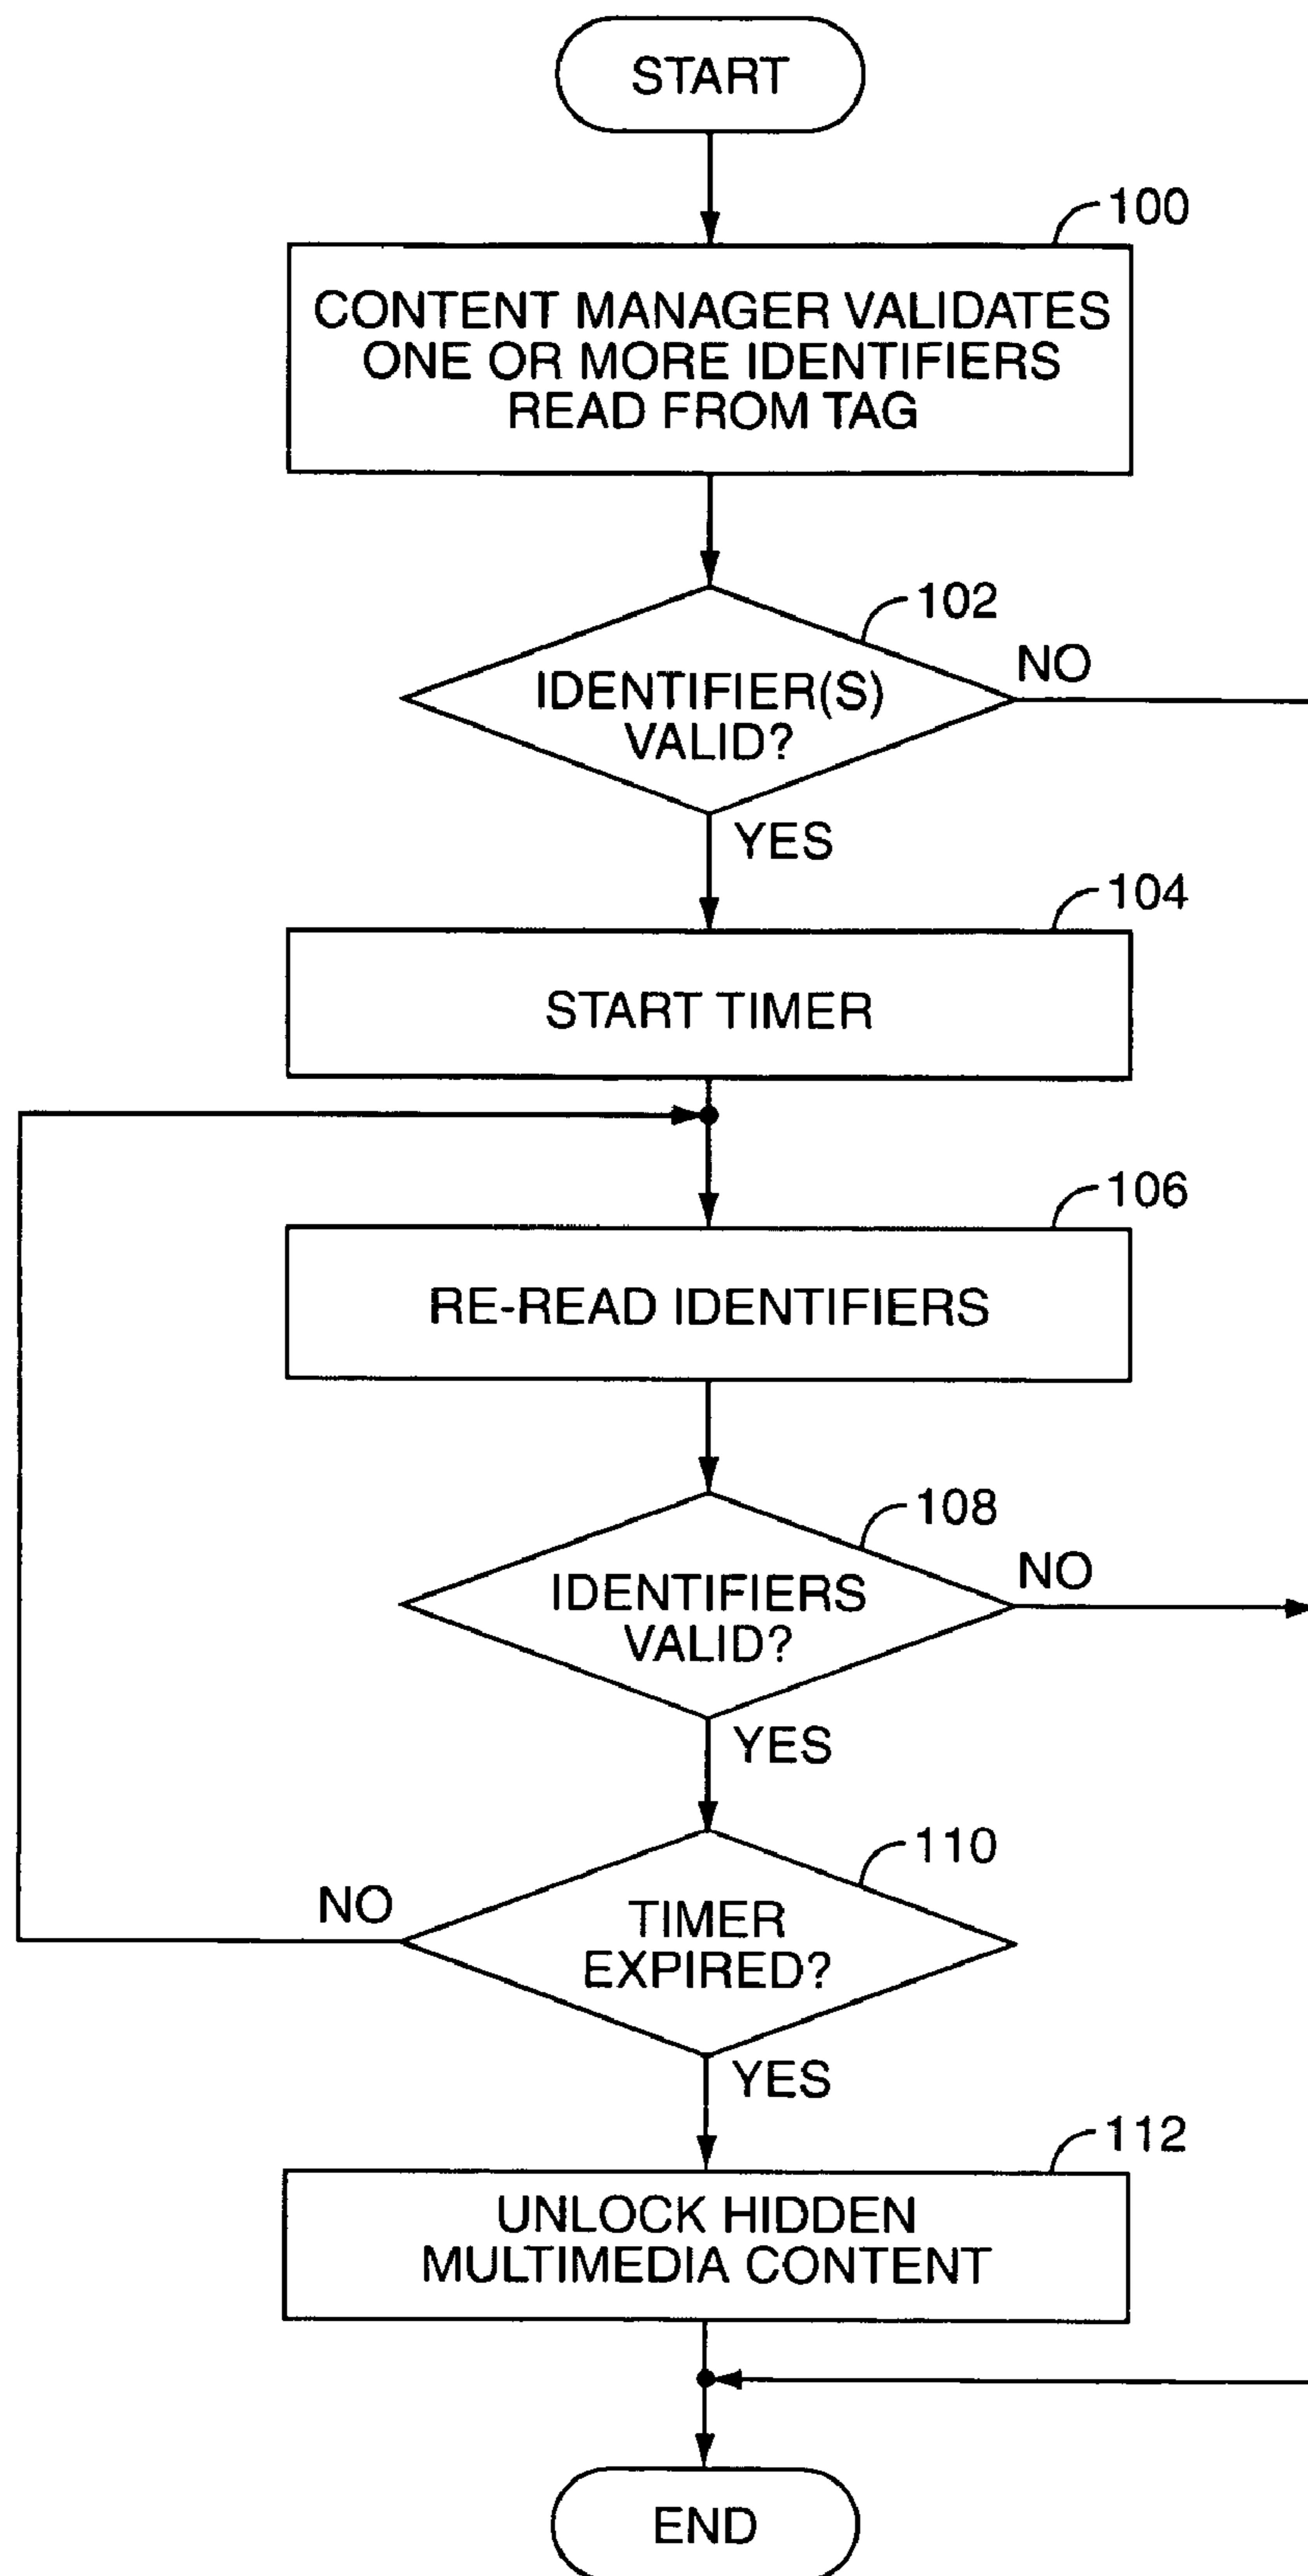 START
100
CONTENT MANAGER VALIDATES
ONE OR MORE IDENTIFIERS
READ FROM TAG
102
IDENTIFIER(S)
VALID?
NO
YES
104
START TIMER
106
RE-READ IDENTIFIERS
108
IDENTIFIERS
VALID?
NO
YES
110
TIMER
EXPIRED?
NO
YES
112
UNLOCK HIDDEN
MULTIMEDIA CONTENT
END